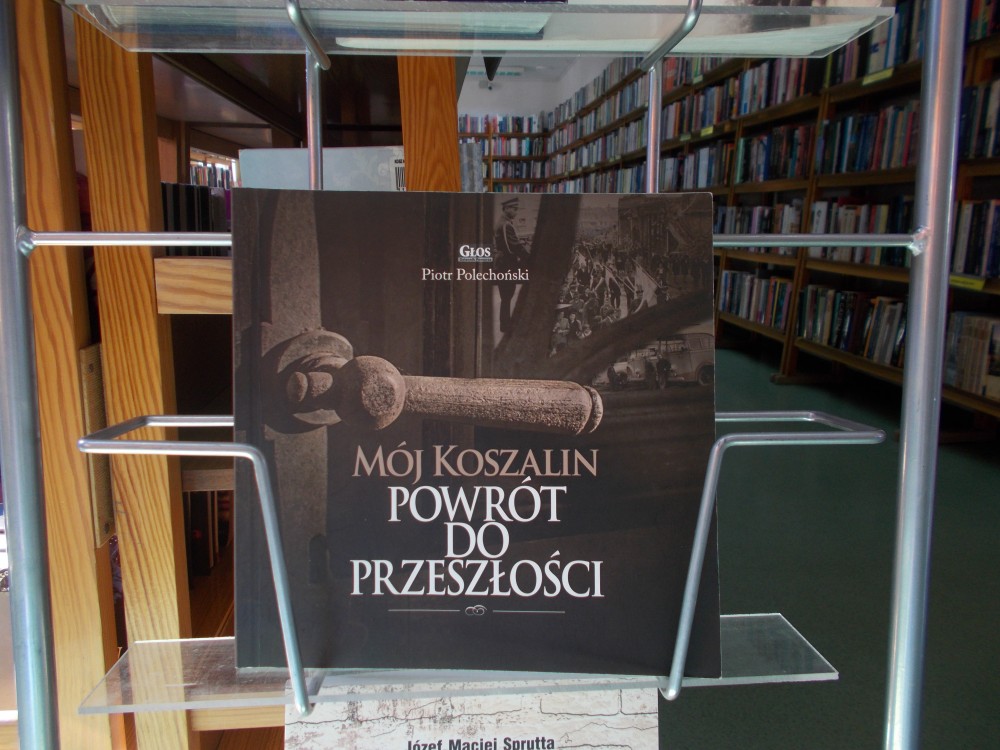 GŁOS
Piotr Polechoński
MÓJ KOSZALIN
POWRÓT
DO
PRZESZŁOŚCI
Józef Maciej Sprutta